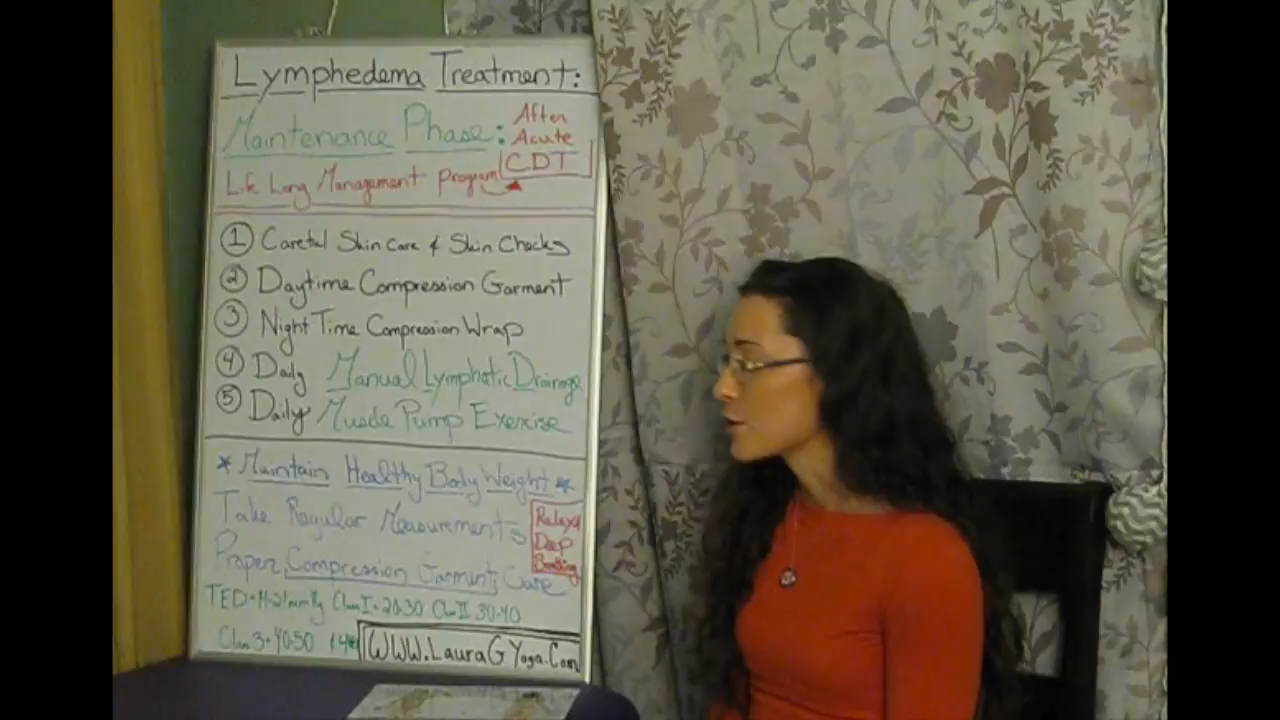 Lymphedema Treatment:
Maintenance Phase:
After
Acute
CDT
Life Long Management Program
1 Careful Skin Care & Skin Checks
2 Daytime Compression Garment
3 Night Time Compression Wrap
4 Daily Manual Lymphatic Drainage
5 Daily Muscle Pump Exercise
* Maintain Healthy Body Weight *
Take Regular Measurements
Relax &
Deep
Breathing
Proper Compression Garment Care
TED = Class I = 20-30 Class II 30-40
Class 3 = 40-50
WWW.LauraGYoga.Com